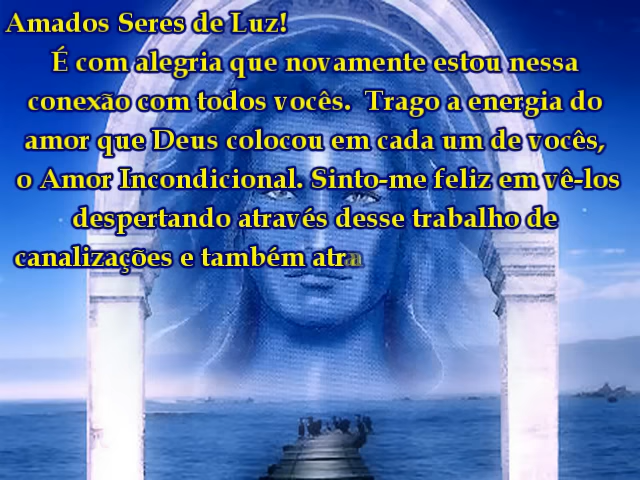 Amados Seres de Luz!
É com alegria que novamente estou nessa
conexão com todos vocês. Trago a energia do
amor que Deus colocou em cada um de vocês,
o Amor Incondicional. Sinto-me feliz em vê-los
despertando através desse trabalho de
canalizações e também atra